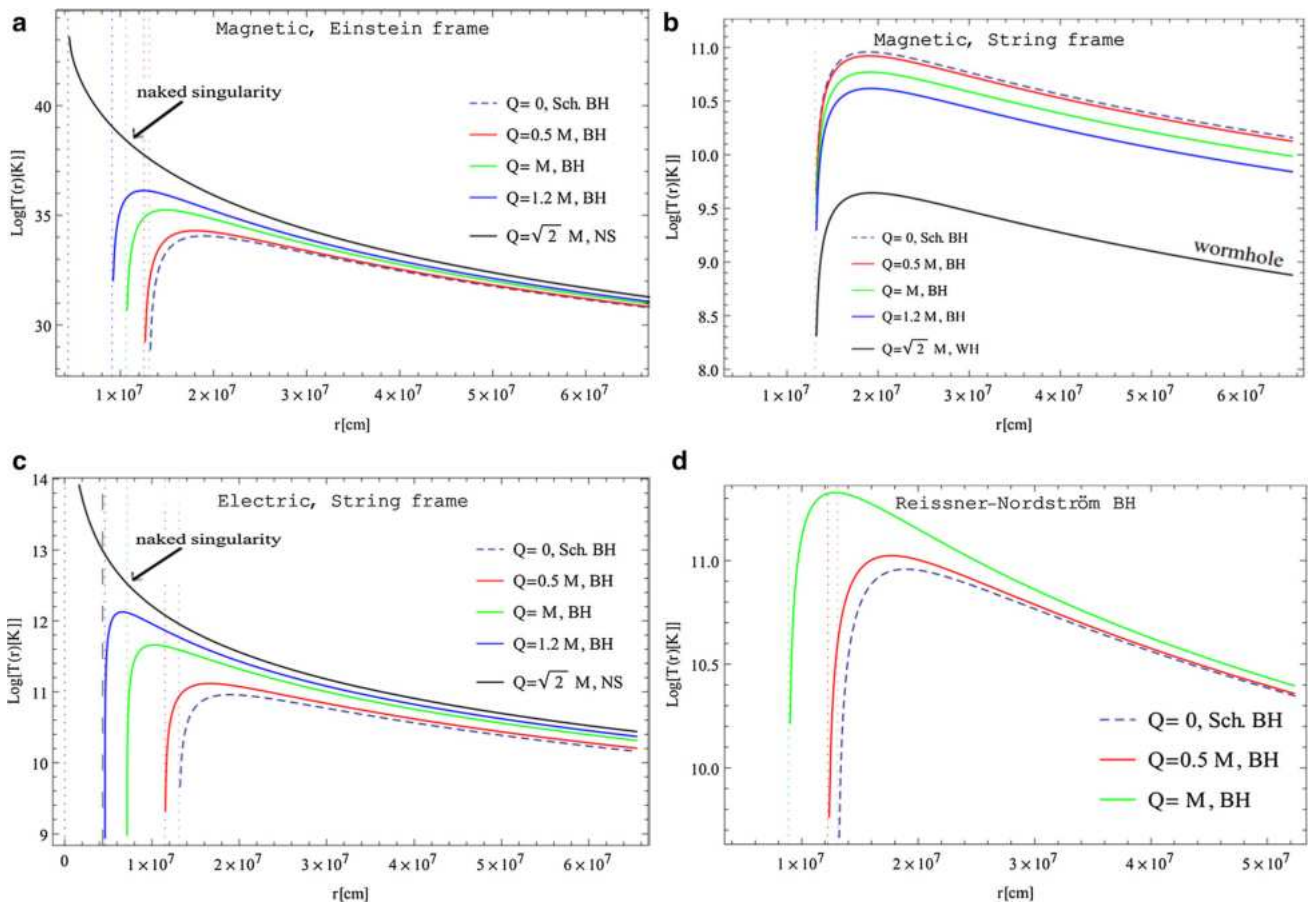 a
Magnetic, Einstein frame
naked singularity
Q= 0, Sch. BH
Q=0.5 M, BH
Q= M, BH
Q=1.2 M, BH
Q=√2 M, NS
Log[T(r)[K]]
40
35
30
1×10⁷
2×10⁷
3×10⁷
4×10⁷
5×10⁷
6×10⁷
r[cm]
b
Magnetic, String frame
wormhole
Q= 0, Sch. BH
Q=0.5 M, BH
Q= M, BH
Q=1.2 M, BH
Q=√2 M, WH
Log[T(r)[K]]
11.0
10.5
10.0
9.5
9.0
8.5
8.0
1×10⁷
2×10⁷
3×10⁷
4×10⁷
5×10⁷
6×10⁷
r[cm]
c
Electric, String frame
naked singularity
Q= 0, Sch. BH
Q=0.5 M, BH
Q= M, BH
Q=1.2 M, BH
Q=√2 M, NS
Log[T(r)[K]]
14
13
12
11
10
9
0
1×10⁷
2×10⁷
3×10⁷
4×10⁷
5×10⁷
6×10⁷
r[cm]
d
Reissner-Nordström BH
Q= 0, Sch. BH
Q=0.5 M, BH
Q= M, BH
Log[T(r)[K]]
11.0
10.5
10.0
1×10⁷
2×10⁷
3×10⁷
4×10⁷
5×10⁷
r[cm]